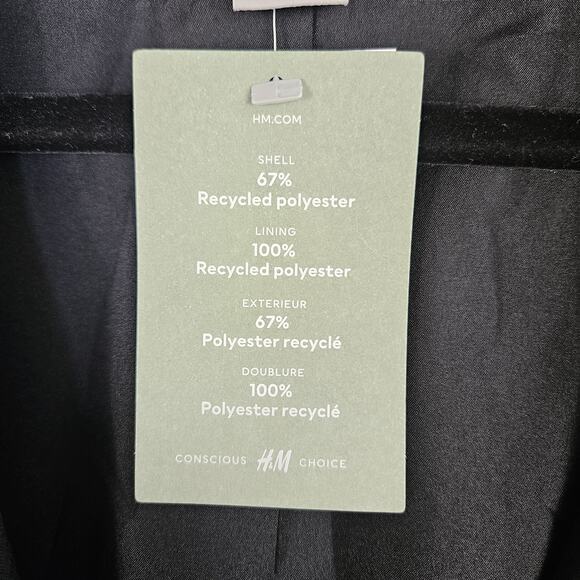 HM.COM
SHELL
67%
Recycled polyester
LINING
100%
Recycled polyester
EXTERIEUR
67%
Polyester recyclé
DOUBLURE
100%
Polyester recyclé
CONSCIOUS H&M CHOICE